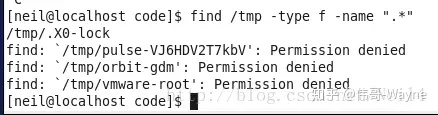 [neil@localhost code]$ find /tmp -type f -name ".*"
/tmp/.X0-lock
find: `/tmp/pulse-VJ6HDV2T7kbV': Permission denied
find: `/tmp/orbit-gdm': Permission denied
find: `/tmp/vmware-root': Permission denied
[neil@localhost code]$
知乎 @伟哥Wayne